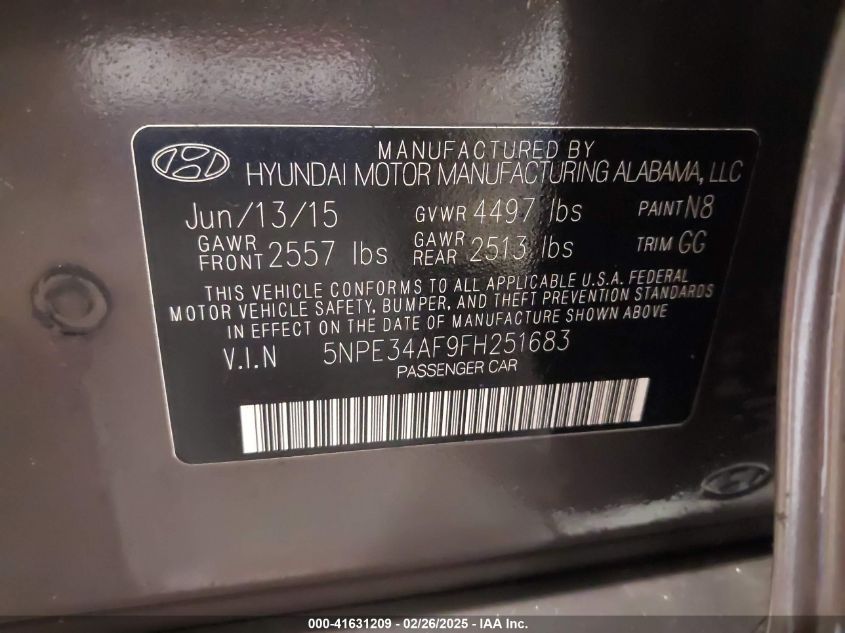 MANUFACTURED BY
HYUNDAI MOTOR MANUFACTURING ALABAMA, LLC
Jun/13/15 GVWR 4497 lbs PAINT N8
GAWR FRONT 2557 lbs GAWR REAR 2513 lbs TRIM GG
THIS VEHICLE CONFORMS TO ALL APPLICABLE U.S.A. FEDERAL
MOTOR VEHICLE SAFETY, BUMPER, AND THEFT PREVENTION STANDARDS
IN EFFECT ON THE DATE OF MANUFACTURE SHOWN ABOVE
V.I.N 5NPE34AF9FH251683
PASSENGER CAR
000-41631209 - 02/26/2025 - IAA Inc.